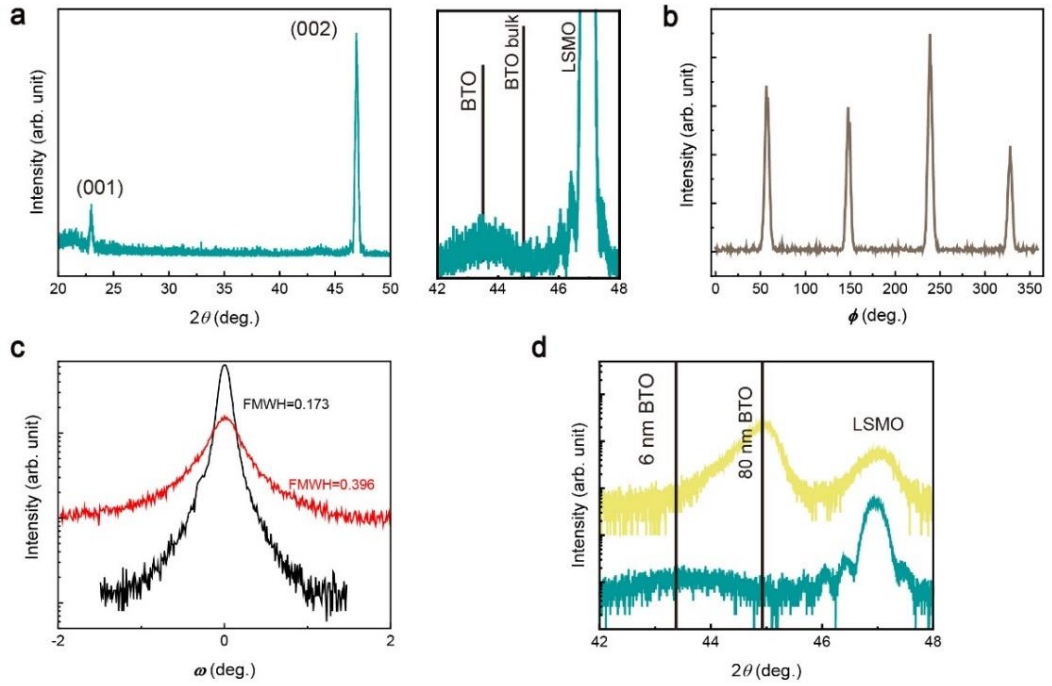 a
(001)
(002)
Intensity (arb. unit)
20 25 30 35 40 45 50
2θ (deg.)
BTO
BTO bulk
LSMO
42 44 46 48
b
Intensity (arb. unit)
0 50 100 150 200 250 300 350
ϕ (deg.)
c
FMWH=0.173
FMWH=0.396
Intensity (arb. unit)
-2 0 2
ω (deg.)
d
6 nm BTO
80 nm BTO
LSMO
Intensity (arb. unit)
42 44 46 48
2θ (deg.)